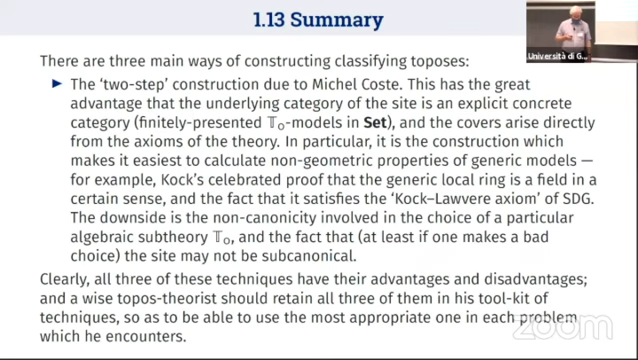 1.13 Summary
There are three main ways of constructing classifying toposes:
▶ The ‘two-step’ construction due to Michel Coste. This has the great
advantage that the underlying category of the site is an explicit concrete
category (finitely-presented 𝕋₀-models in Set), and the covers arise directly
from the axioms of the theory. In particular, it is the construction which
makes it easiest to calculate non-geometric properties of generic models —
for example, Kock’s celebrated proof that the generic local ring is a field in a
certain sense, and the fact that it satisfies the ‘Kock–Lawvere axiom’ of SDG.
The downside is the non-canonicity involved in the choice of a particular
algebraic subtheory 𝕋₀, and the fact that (at least if one makes a bad
choice) the site may not be subcanonical.
Clearly, all three of these techniques have their advantages and disadvantages;
and a wise topos-theorist should retain all three of them in his tool-kit of
techniques, so as to be able to use the most appropriate one in each problem
which he encounters.
Università di G...
zoom